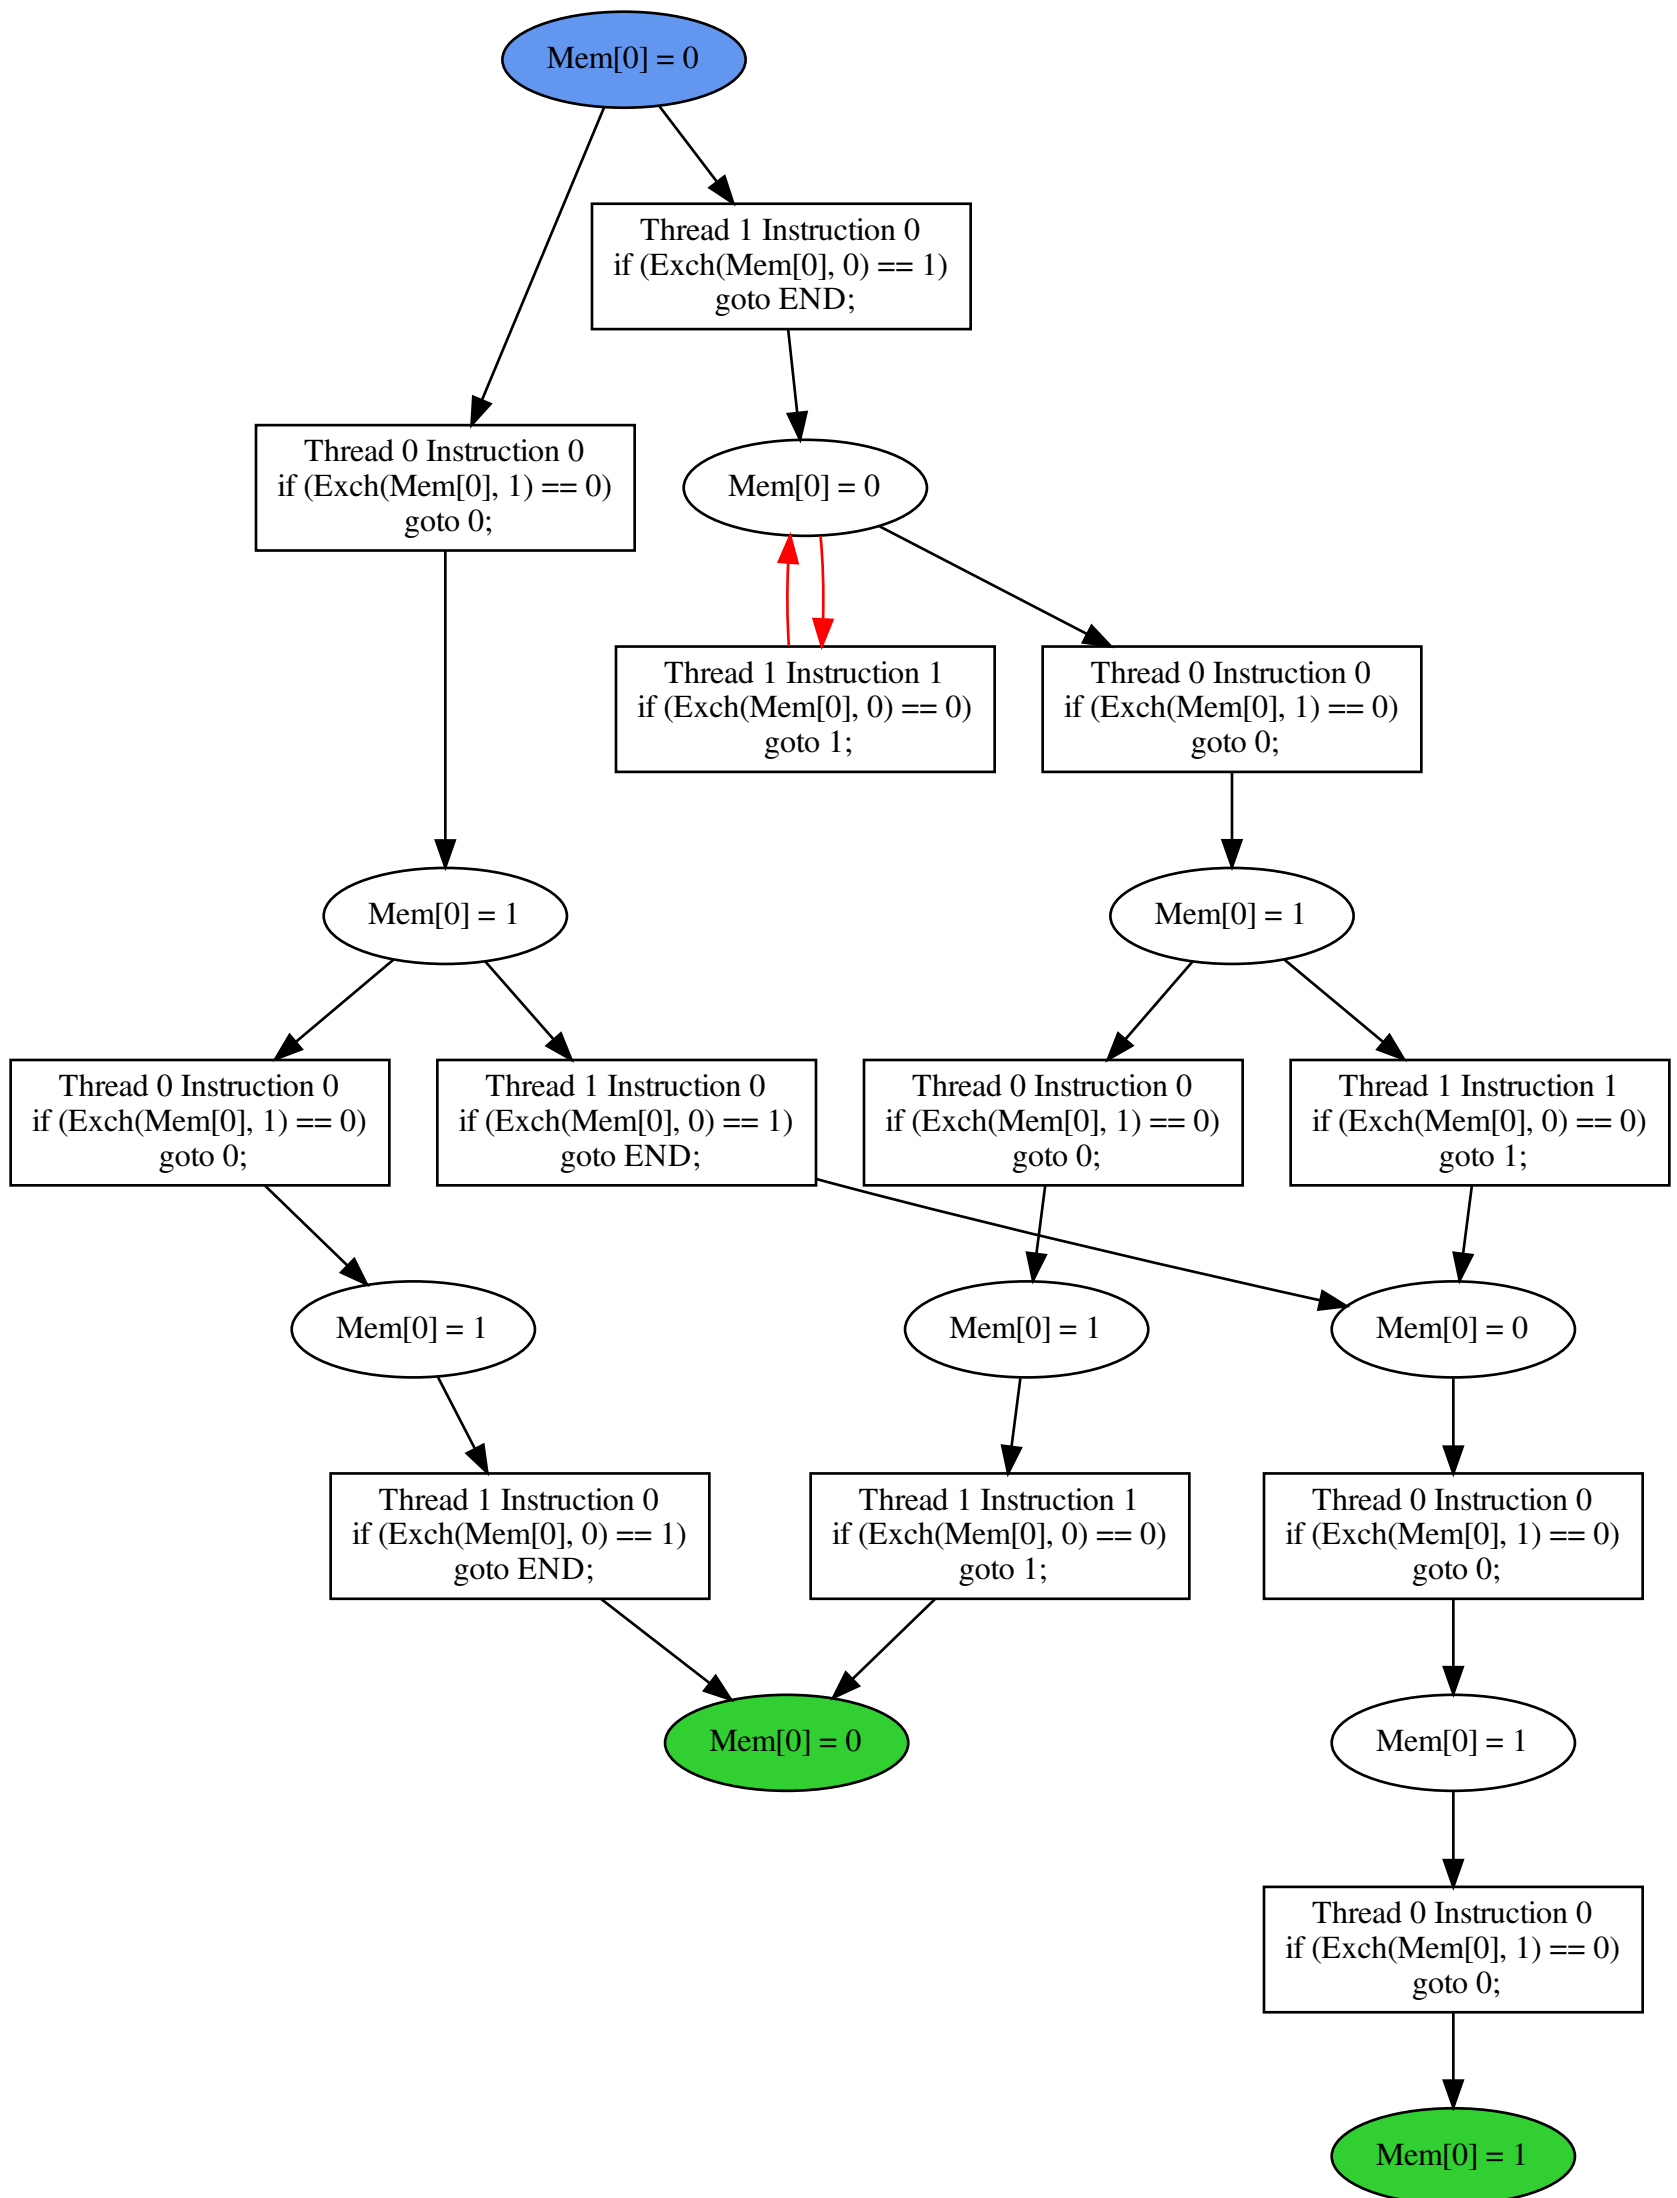 Mem[0] = 0
Thread 1 Instruction 0
if (Exch(Mem[0], 0) == 1)
goto END;
Thread 0 Instruction 0
if (Exch(Mem[0], 1) == 0)
goto 0;
Mem[0] = 0
Thread 1 Instruction 1
if (Exch(Mem[0], 0) == 0)
goto 1;
Thread 0 Instruction 0
if (Exch(Mem[0], 1) == 0)
goto 0;
Mem[0] = 1
Mem[0] = 1
Thread 0 Instruction 0
if (Exch(Mem[0], 1) == 0)
goto 0;
Thread 1 Instruction 0
if (Exch(Mem[0], 0) == 1)
goto END;
Thread 0 Instruction 0
if (Exch(Mem[0], 1) == 0)
goto 0;
Thread 1 Instruction 1
if (Exch(Mem[0], 0) == 0)
goto 1;
Mem[0] = 1
Mem[0] = 1
Mem[0] = 0
Thread 1 Instruction 0
if (Exch(Mem[0], 0) == 1)
goto END;
Thread 1 Instruction 1
if (Exch(Mem[0], 0) == 0)
goto 1;
Thread 0 Instruction 0
if (Exch(Mem[0], 1) == 0)
goto 0;
Mem[0] = 0
Mem[0] = 1
Thread 0 Instruction 0
if (Exch(Mem[0], 1) == 0)
goto 0;
Mem[0] = 1